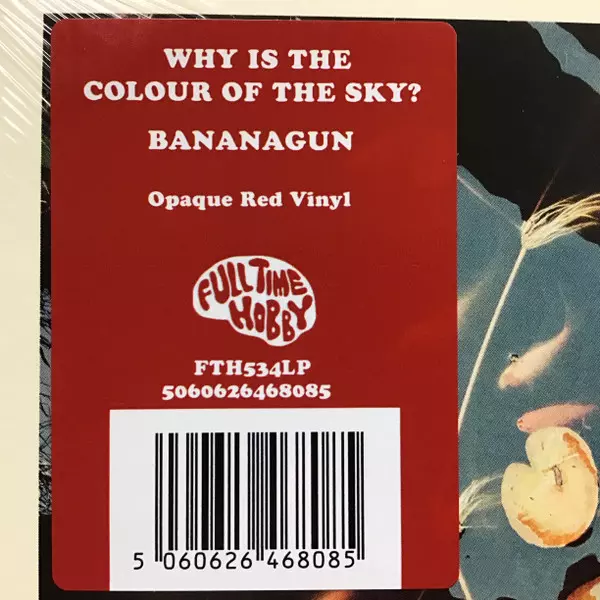 WHY IS THE
COLOUR OF THE SKY?
BANANAGUN
Opaque Red Vinyl
FULL TIME
HOBBY
FTH534LP
5060626468085
5 060626 468085